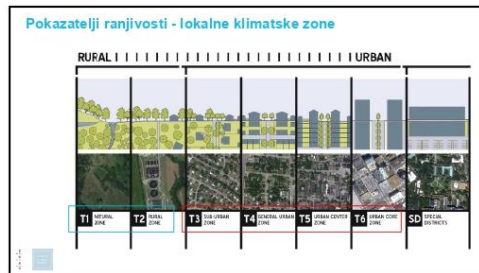 Pokazatelji ranjivosti - lokalne klimatske zone
RURAL URBAN
T1 NATURAL ZONE
T2 RURAL ZONE
T3 SUB-URBAN ZONE
T4 GENERAL URBAN ZONE
T5 URBAN CENTER ZONE
T6 URBAN CORE ZONE
SD SPECIAL DISTRICTS